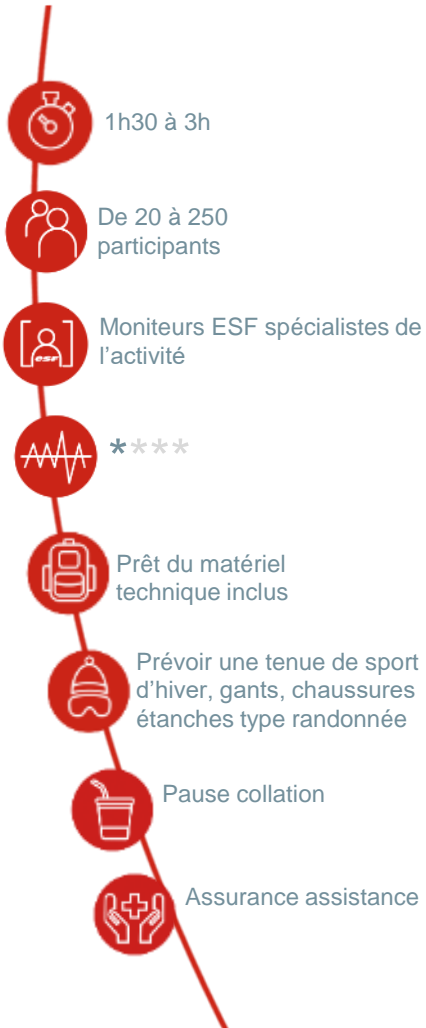 1h30 à 3h
De 20 à 250
participants
Moniteurs ESF spécialistes de
l’activité
esf
****
Prêt du matériel
technique inclus
Prévoir une tenue de sport
d’hiver, gants, chaussures
étanches type randonnée
Pause collation
Assurance assistance